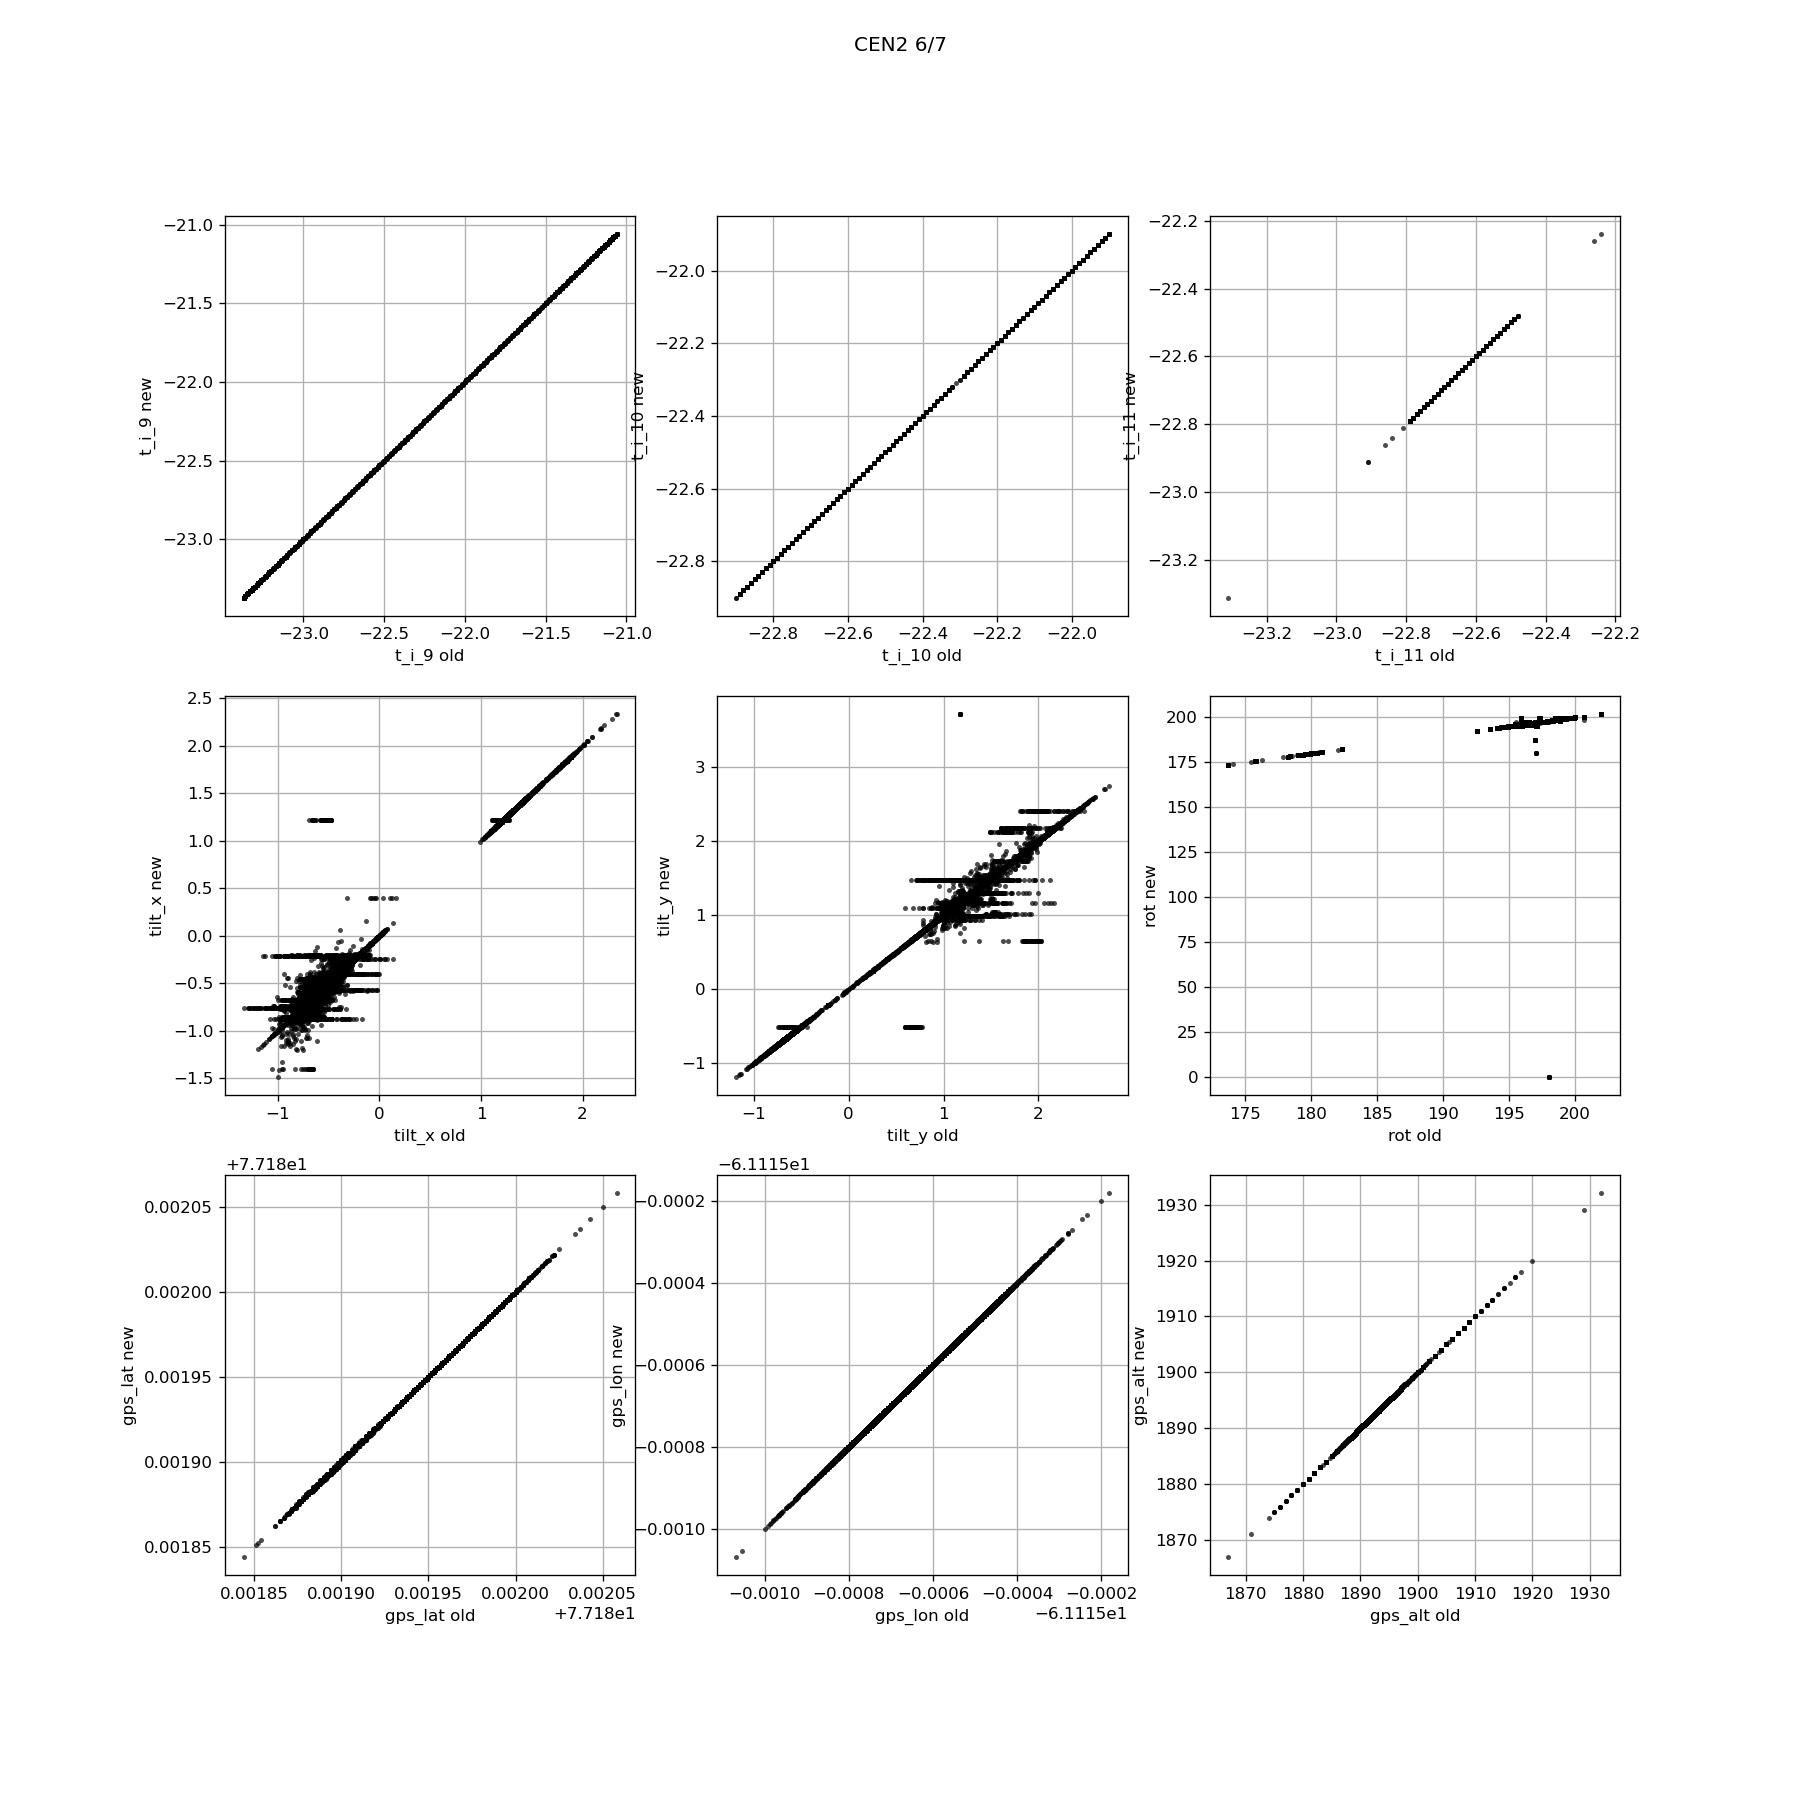 CEN2 6/7
−21.0
−21.5
−22.0
−22.5
−23.0
t_i_9 new
−23.0 −22.5 −22.0 −21.5 −21.0
t_i_9 old
−22.0
−22.2
−22.4
−22.6
−22.8
t_i_10 new
−22.8 −22.6 −22.4 −22.2 −22.0
t_i_10 old
−22.2
−22.4
−22.6
−22.8
−23.0
−23.2
t_i_11 new
−23.2 −23.0 −22.8 −22.6 −22.4 −22.2
t_i_11 old
2.5
2.0
1.5
1.0
0.5
0.0
−0.5
−1.0
−1.5
tilt_x new
−1 0 1 2
tilt_x old
3
2
1
0
−1
tilt_y new
−1 0 1 2
tilt_y old
200
175
150
125
100
75
50
25
0
rot new
175 180 185 190 195 200
rot old
+7.718e1
0.00205
0.00200
0.00195
0.00190
0.00185
gps_lat new
0.00185 0.00190 0.00195 0.00200 0.00205
gps_lat old
+7.718e1
−6.1115e1
−0.0002
−0.0004
−0.0006
−0.0008
−0.0010
gps_lon new
−0.0010 −0.0008 −0.0006 −0.0004 −0.0002
gps_lon old
−6.1115e1
1930
1920
1910
1900
1890
1880
1870
gps_alt new
1870 1880 1890 1900 1910 1920 1930
gps_alt old